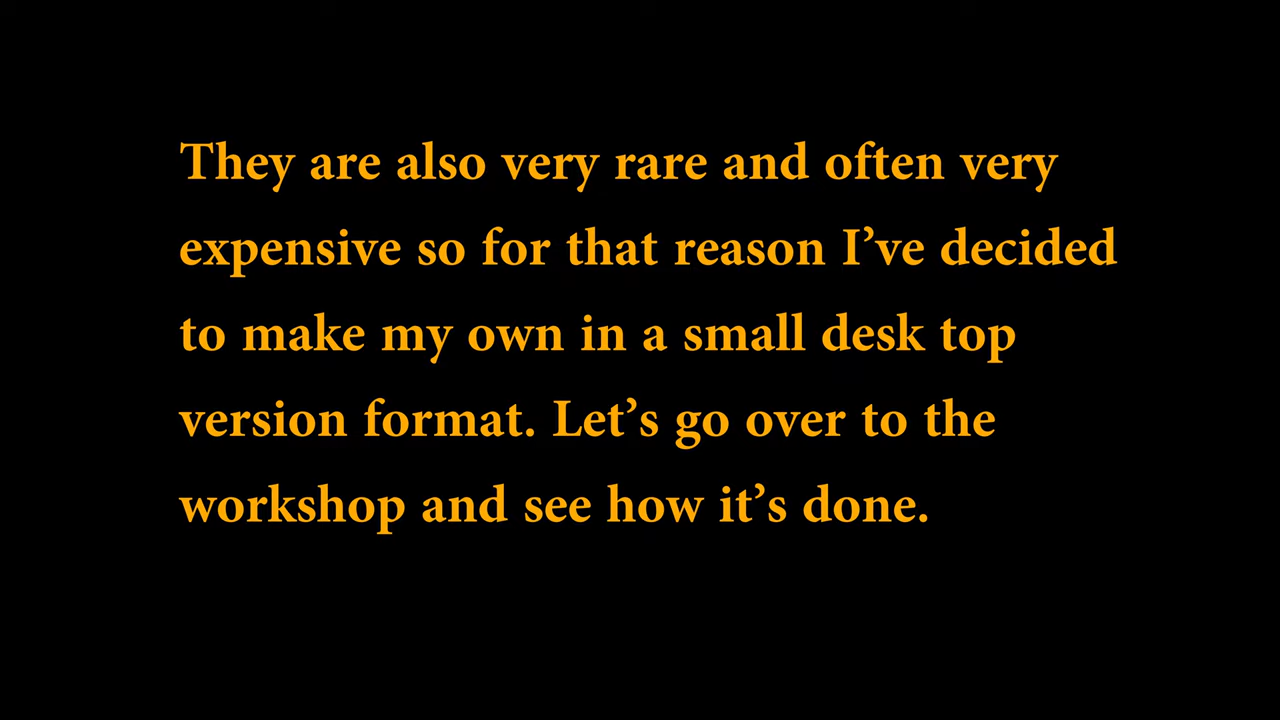 They are also very rare and often very
expensive so for that reason I’ve decided
to make my own in a small desk top
version format. Let’s go over to the
workshop and see how it’s done.